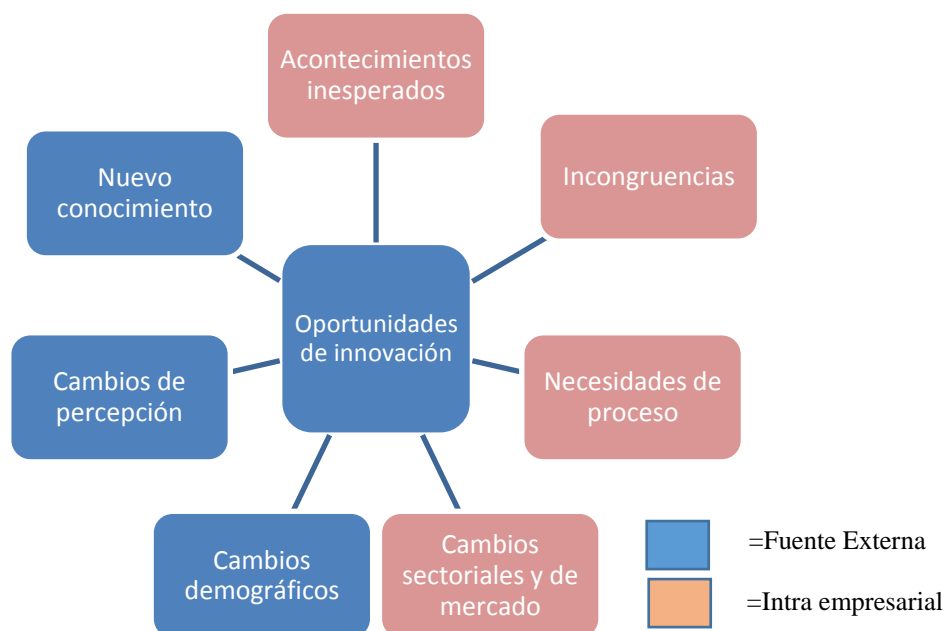 Acontecimientos
inesperados
Incongruencias
Nuevo
conocimiento
Oportunidades
de innovación
Cambios de
percepción
Necesidades de
proceso
Cambios
demográficos
Cambios
sectoriales y de
mercado
=Fuente Externa
=Intra empresarial